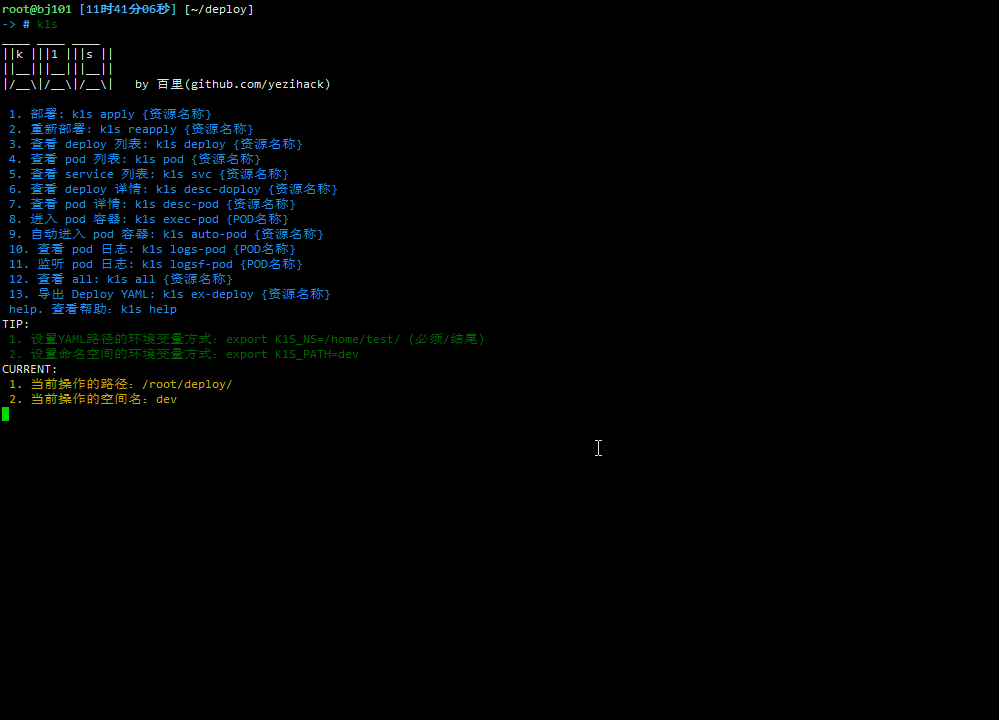 root@bj101 [11时41分06秒] [~/deploy]
-> # k1s
____ ____ ____
||k |||1 |||s ||
||__|||__|||__||
|/__\|/__\|/__\|   by 百里(github.com/yezihack)
1. 部署: k1s apply {资源名称}
2. 重新部署: k1s reapply {资源名称}
3. 查看 deploy 列表: k1s deploy {资源名称}
4. 查看 pod 列表: k1s pod {资源名称}
5. 查看 service 列表: k1s svc {资源名称}
6. 查看 deploy 详情: k1s desc-doploy {资源名称}
7. 查看 pod 详情: k1s desc-pod {资源名称}
8. 进入 pod 容器: k1s exec-pod {POD名称}
9. 自动进入 pod 容器: k1s auto-pod {资源名称}
10. 查看 pod 日志: k1s logs-pod {POD名称}
11. 监听 pod 日志: k1s logsf-pod {POD名称}
12. 查看 all: k1s all {资源名称}
13. 导出 Deploy YAML: k1s ex-deploy {资源名称}
help. 查看帮助: k1s help
TIP:
1. 设置YAML路径的环境变量方式: export K1S_NS=/home/test/ (必须/结尾)
2. 设置命名空间的环境变量方式: export K1S_PATH=dev
CURRENT:
1. 当前操作的路径: /root/deploy/
2. 当前操作的空间名: dev